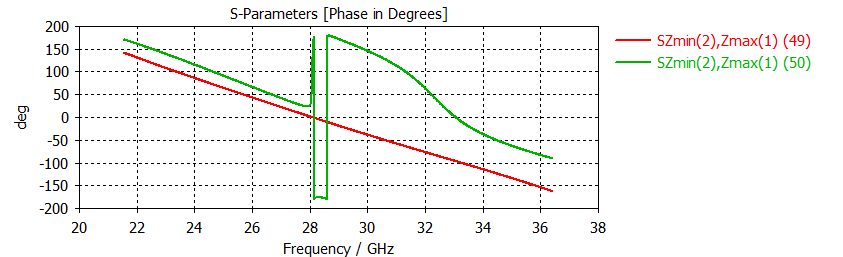 S-Parameters [Phase in Degrees]
200
150
100
50
0
-50
-100
-150
-200
deg
20 22 24 26 28 30 32 34 36 38
Frequency / GHz
SZmin(2),Zmax(1) (49)
SZmin(2),Zmax(1) (50)